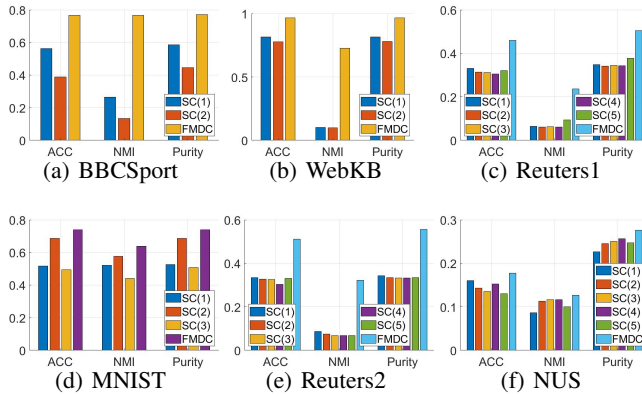 0.8
0.6
0.4
0.2
0
ACC NMI Purity
SC(1)
SC(2)
FMDC
(a) BBCSport
1
0.5
0
ACC NMI Purity
SC(1)
SC(2)
FMDC
(b) WebKB
0.6
0.4
0.2
0
ACC NMI Purity
SC(1) SC(4)
SC(2) SC(5)
SC(3) FMDC
(c) Reuters1
0.8
0.6
0.4
0.2
0
ACC NMI Purity
SC(1)
SC(2)
SC(3)
FMDC
(d) MNIST
0.6
0.4
0.2
0
ACC NMI Purity
SC(1) SC(4)
SC(2) SC(5)
SC(3) FMDC
(e) Reuters2
0.3
0.2
0.1
0
ACC NMI Purity
SC(1)
SC(2)
SC(3)
SC(4)
SC(5)
FMDC
(f) NUS